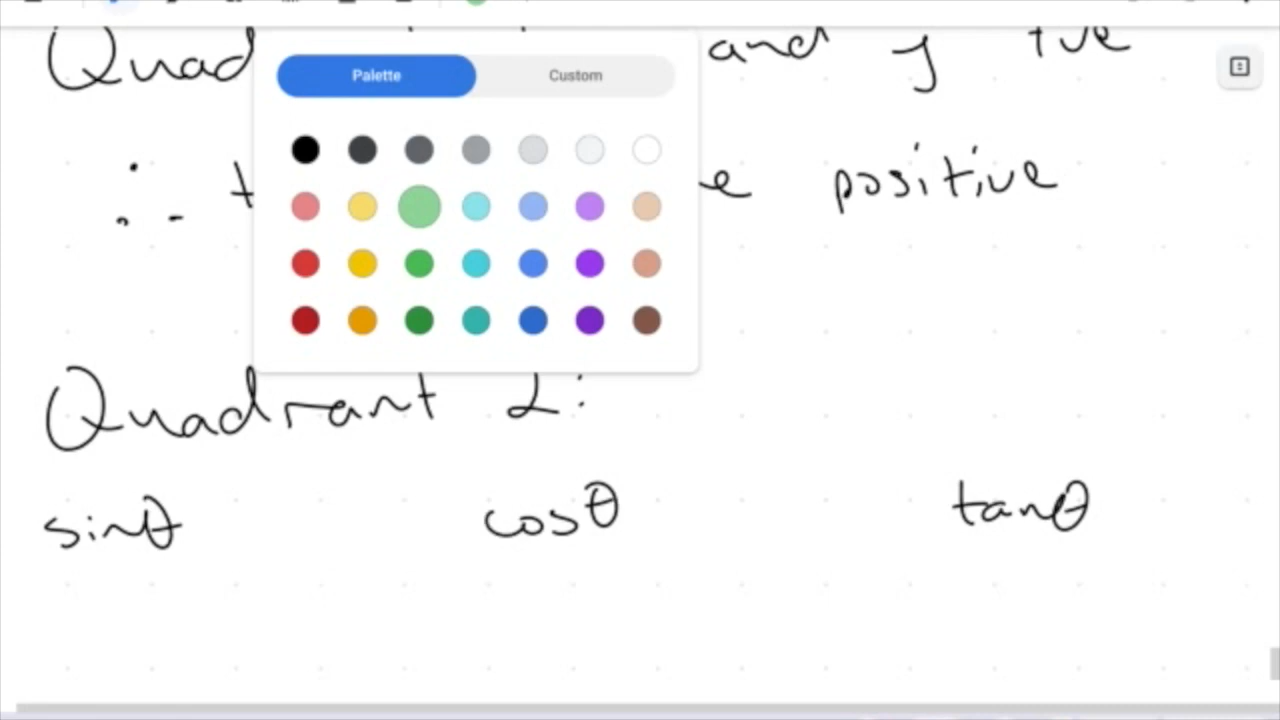 Palette Custom
Quad and y +ve
∴ t e positive
Quadrant 2:
sinθ cosθ tanθ